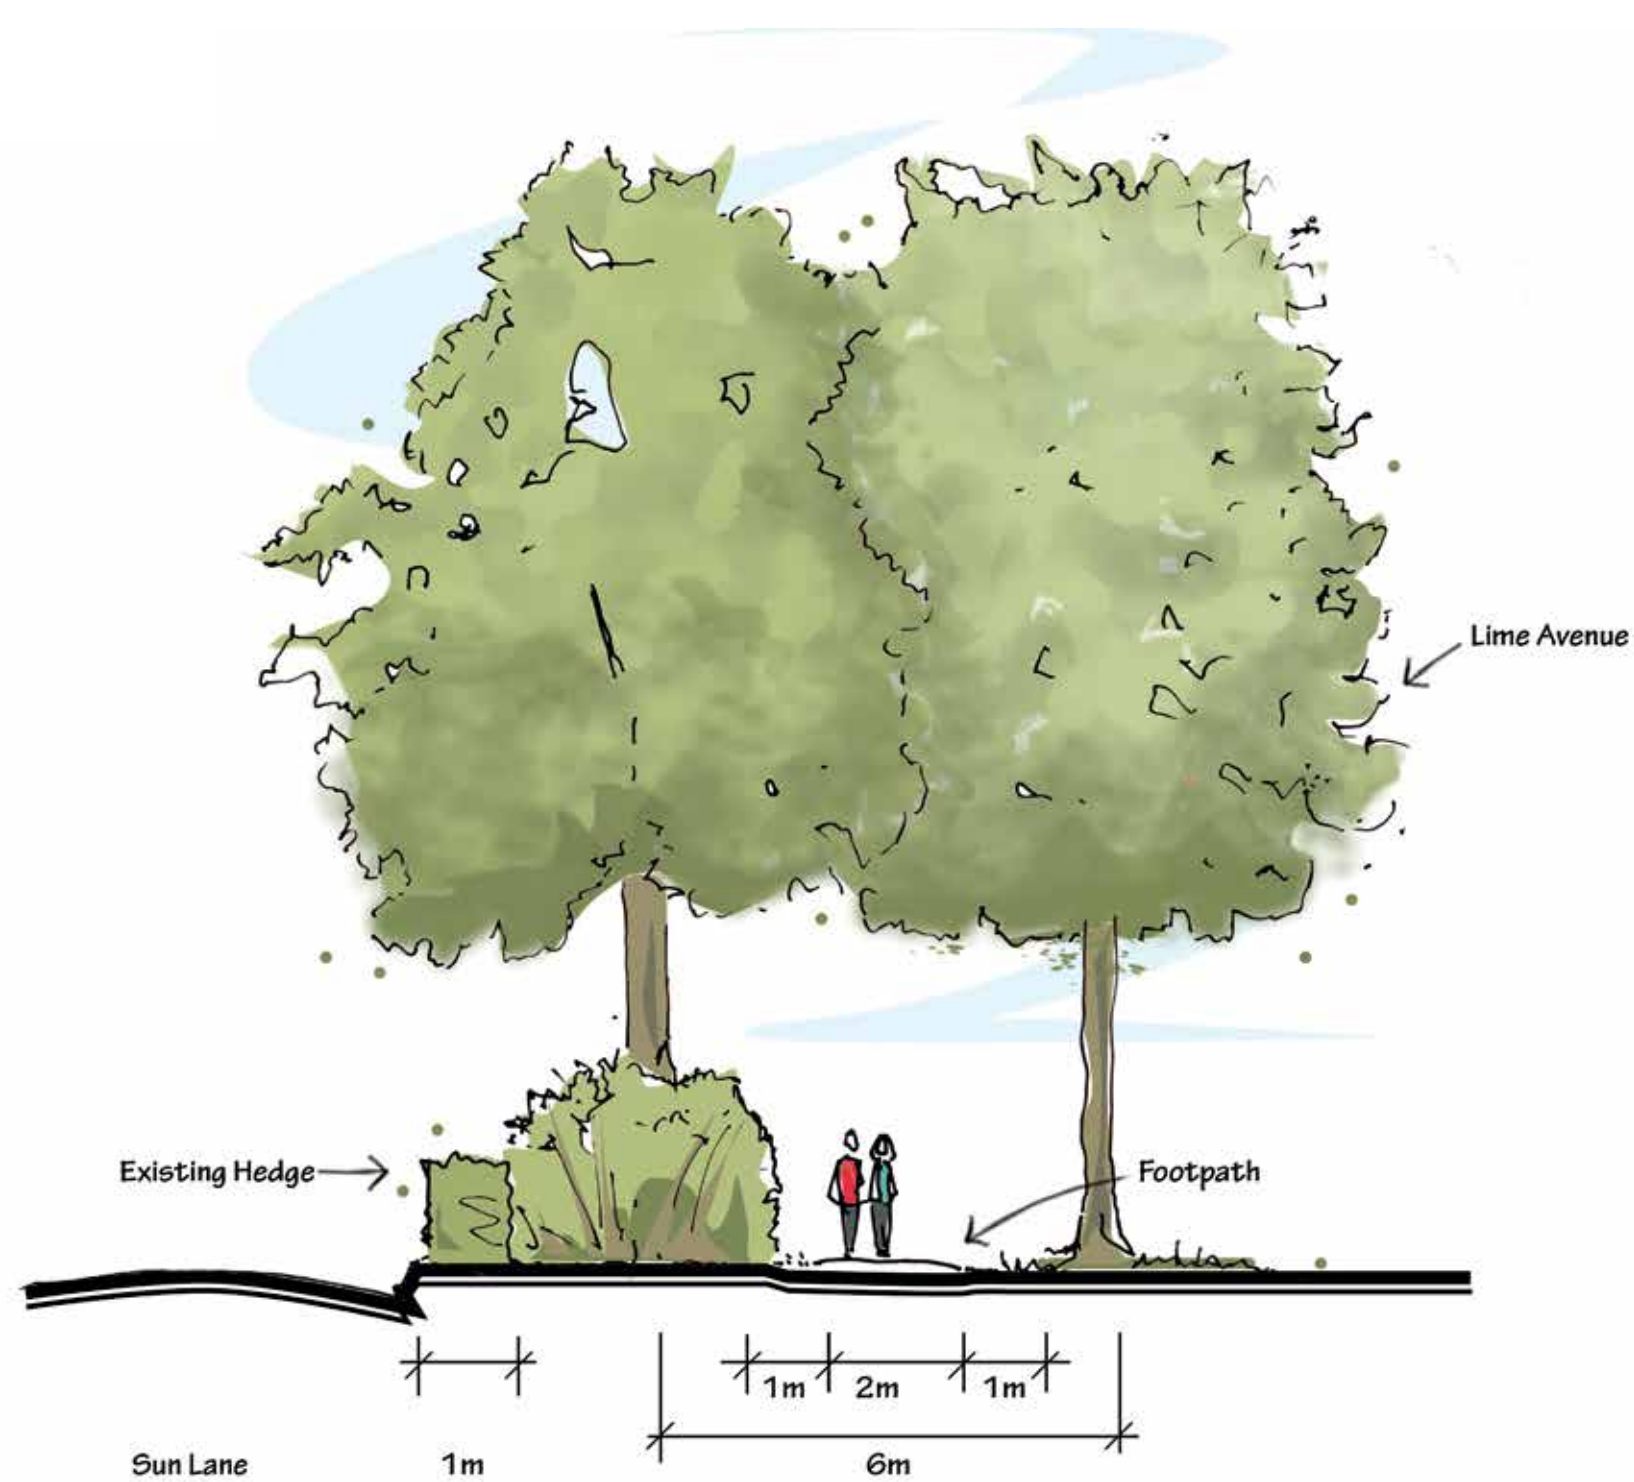 Lime Avenue
Existing Hedge
Footpath
1m 2m 1m
Sun Lane 1m 6m